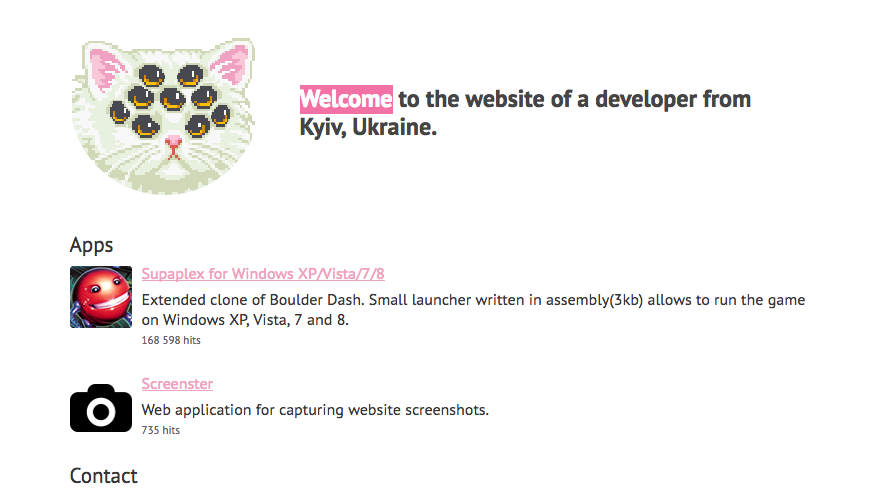 Welcome to the website of a developer from
Kyiv, Ukraine.
Apps
Supaplex for Windows XP/Vista/7/8
Extended clone of Boulder Dash. Small launcher written in assembly(3kb) allows to run the game
on Windows XP, Vista, 7 and 8.
168 598 hits
Screenster
Web application for capturing website screenshots.
735 hits
Contact